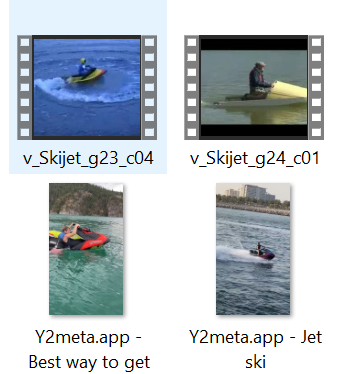 v_Skijet_g23_c04
v_Skijet_g24_c01
Y2meta.app -
Best way to get
Y2meta.app - Jet
ski